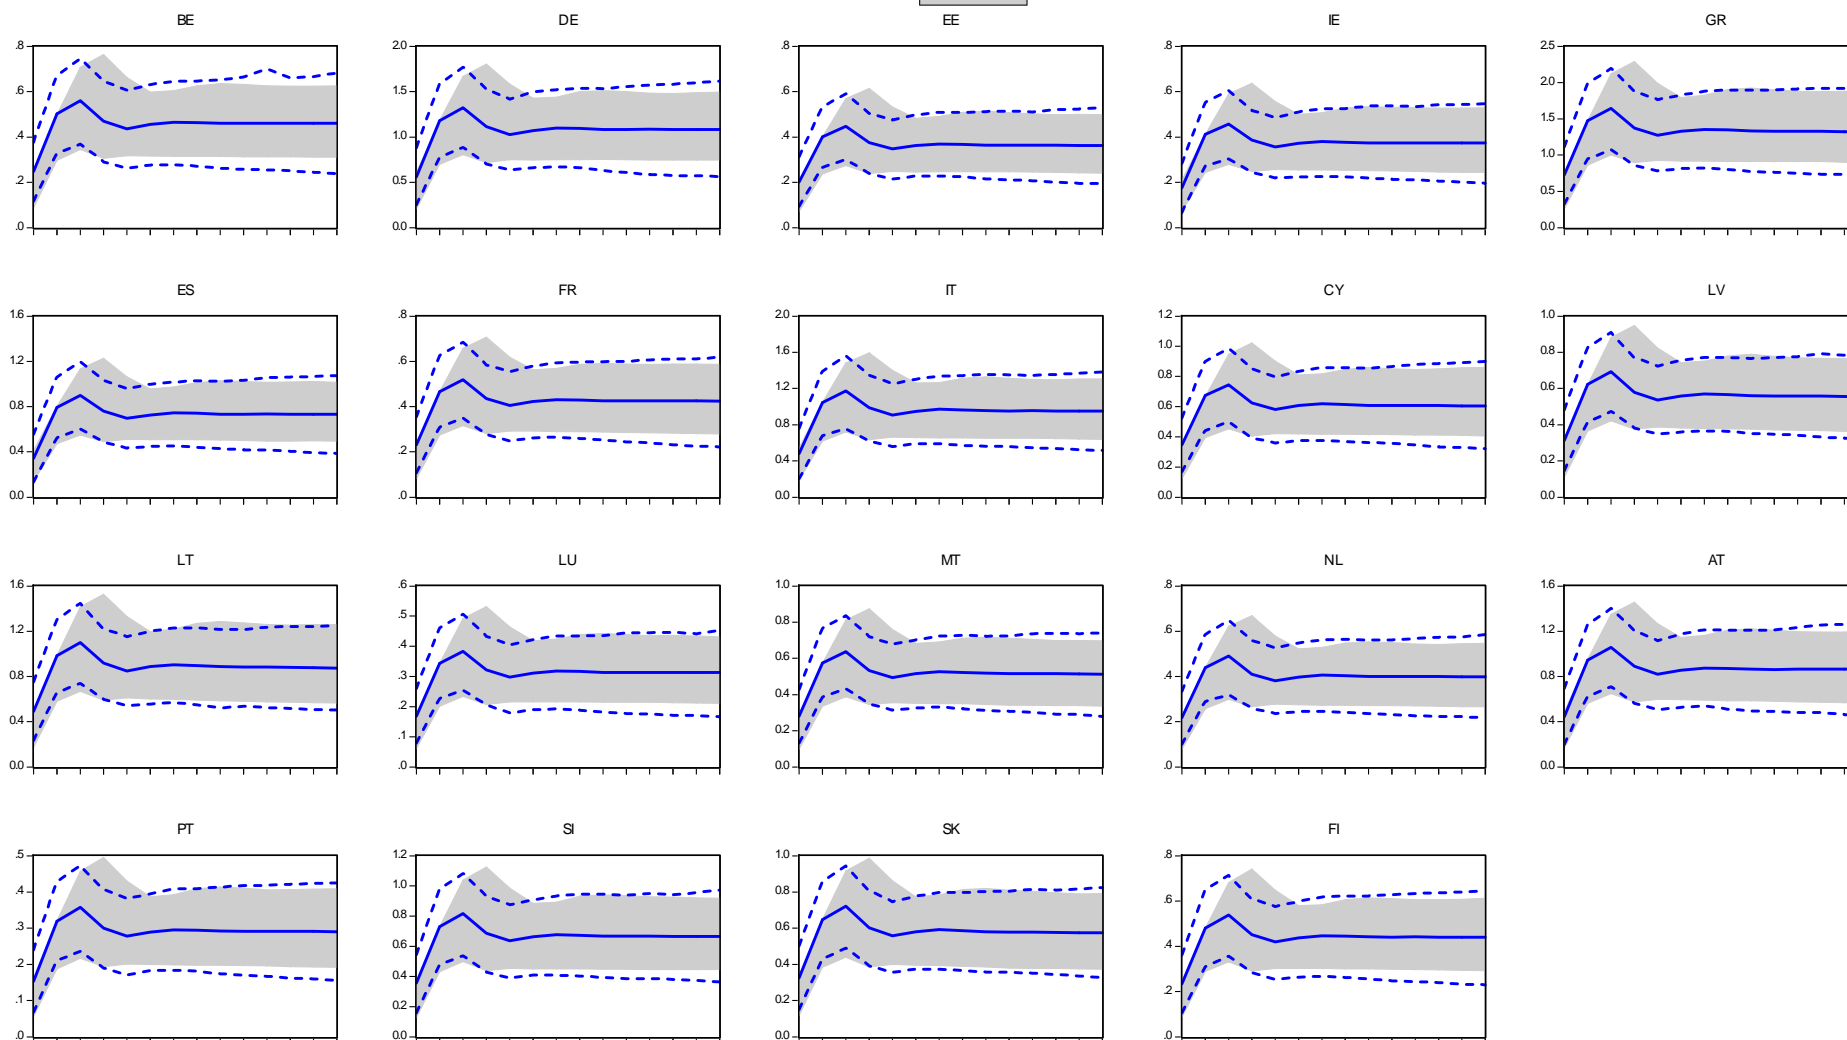 BE DE EE IE GR
.8 2.0 .8 .8 2.5
.6 1.5 .6 .6 2.0
.4 1.0 .4 .4 1.5
.2 0.5 .2 .2 1.0
.0 0.0 .0 .0 0.5
0.0
ES FR IT CY LV
1.6 .8 2.0 1.2 1.0
1.2 .6 1.6 1.0 0.8
0.8 .4 1.2 0.8 0.6
0.4 .2 0.8 0.6 0.4
0.0 .0 0.4 0.4 0.2
0.0 0.2 0.0
0.0
LT LU MT NL AT
1.6 .6 1.0 .8 1.6
1.2 .5 0.8 .6 1.2
0.8 .4 0.6 .4 0.8
0.4 .3 0.4 .2 0.4
0.0 .2 0.2 .0 0.0
.1 0.0
.0
PT SI SK FI
.5 1.2 1.0 .8
.4 1.0 0.8 .6
.3 0.8 0.6 .4
.2 0.6 0.4 .2
.1 0.4 0.2 .0
.0 0.2 0.0
0.0